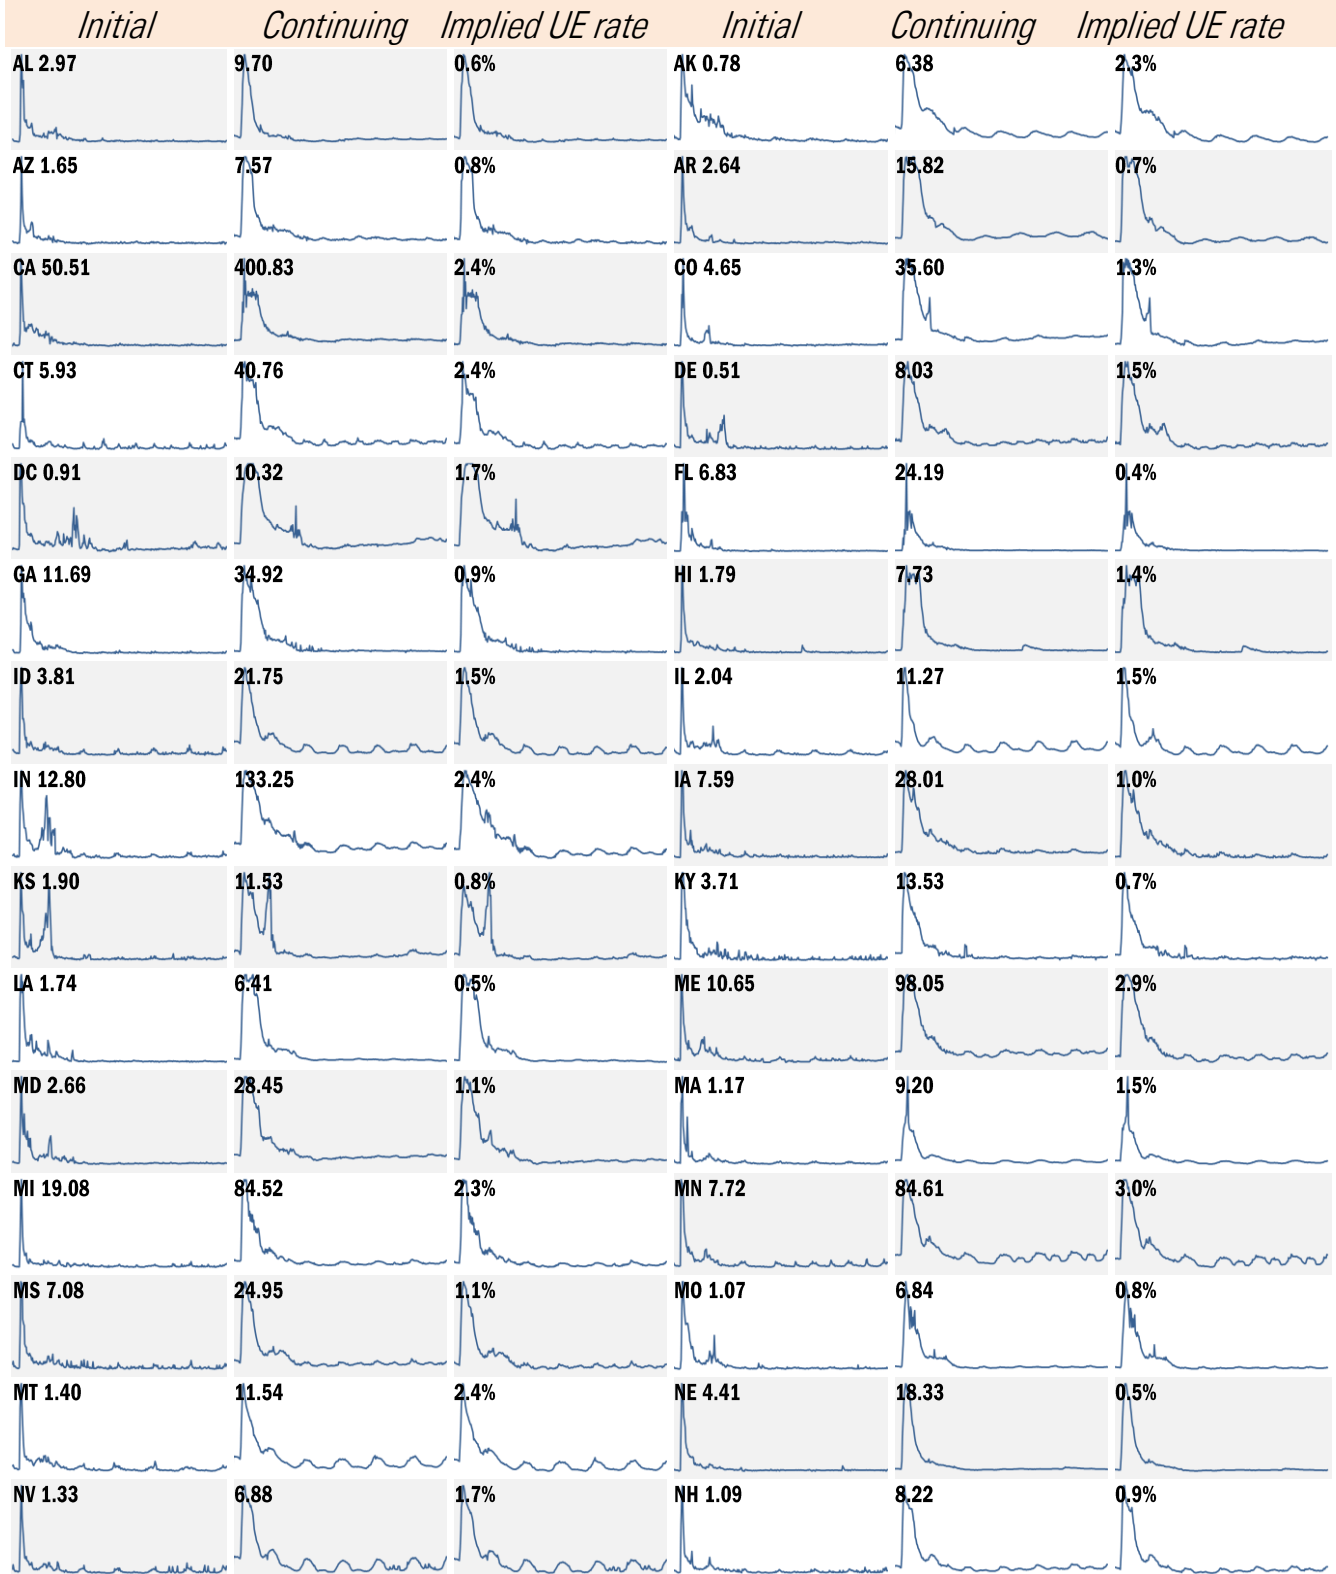 Initial Continuing Implied UE rate Initial Continuing Implied UE rate
AL 2.97 9.70 0.6% AK 0.78 6.38 2.3%
AZ 1.65 7.57 0.8% AR 2.64 15.82 0.7%
CA 50.51 400.83 2.4% CO 4.65 35.60 1.3%
CT 5.93 40.76 2.4% DE 0.51 8.03 1.5%
DC 0.91 10.32 1.7% FL 6.83 24.19 0.4%
GA 11.69 34.92 0.9% HI 1.79 7.73 1.4%
ID 3.81 21.75 1.5% IL 2.04 11.27 1.5%
IN 12.80 133.25 2.4% IA 7.59 28.01 1.0%
KS 1.90 11.53 0.8% KY 3.71 13.53 0.7%
LA 1.74 6.41 0.5% ME 10.65 98.05 2.9%
MD 2.66 28.45 1.1% MA 1.17 9.20 1.5%
MI 19.08 84.52 2.3% MN 7.72 84.61 3.0%
MS 7.08 24.95 1.1% MO 1.07 6.84 0.8%
MT 1.40 11.54 2.4% NE 4.41 18.33 0.5%
NV 1.33 6.88 1.7% NH 1.09 8.22 0.9%